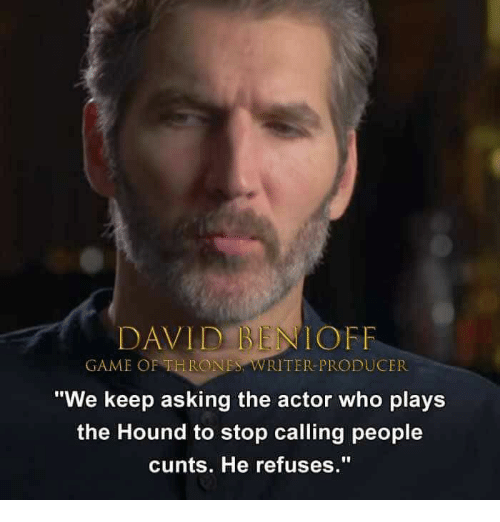 DAVID BENIOFF
GAME OF THRONES, WRITER-PRODUCER
"We keep asking the actor who plays
the Hound to stop calling people
cunts. He refuses."